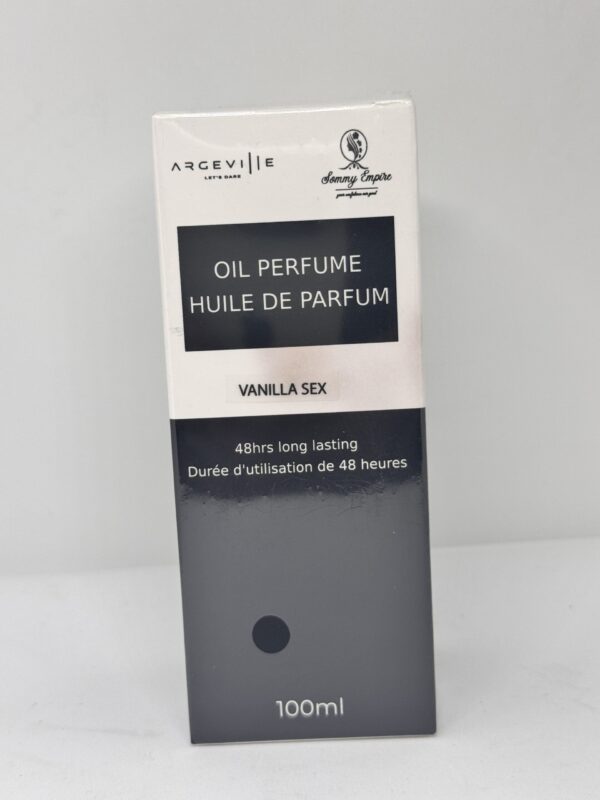 ARGEVILLE
LET'S DARE
Sommy Empire
OIL PERFUME
HUILE DE PARFUM
VANILLA SEX
48hrs long lasting
Durée d'utilisation de 48 heures
100ml